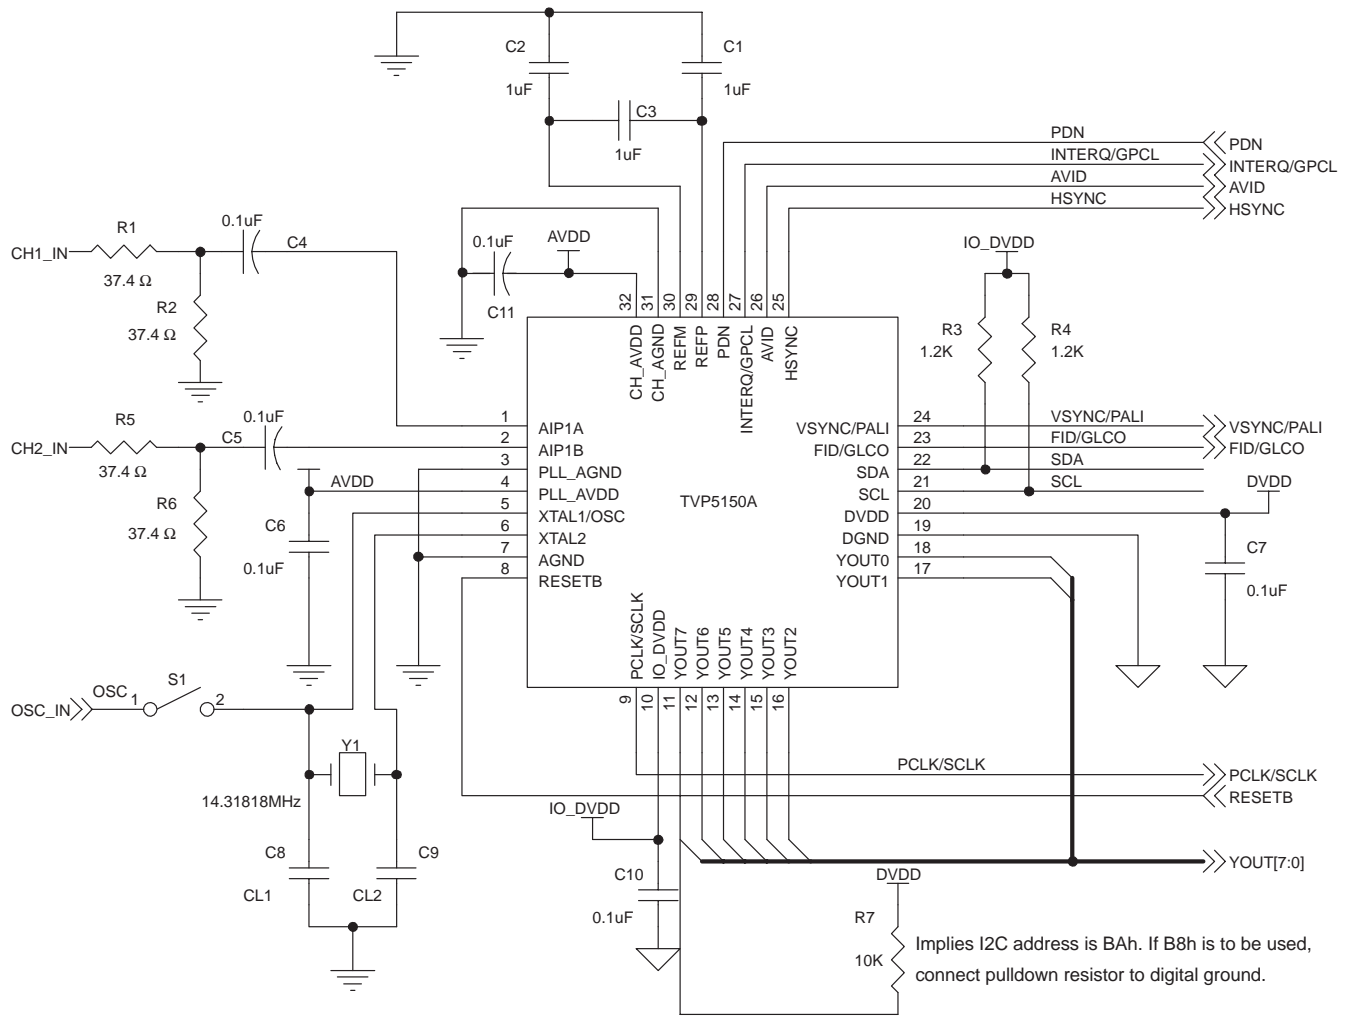 C2
C1
1uF
1uF
C3
1uF
PDN
PDN
INTERQ/GPCL
INTERQ/GPCL
AVID
AVID
HSYNC
HSYNC
R1
0.1uF
C4
CH1_IN
37.4 Ω
R2
37.4 Ω
0.1uF
AVDD
C11
IO_DVDD
R3
1.2K
R4
1.2K
32
31
30
29
28
27
26
25
CH_AVDD
CH_AGND
REFM
REFP
PDN
INTERQ/GPCL
AVID
HSYNC
R5
0.1uF
C5
CH2_IN
37.4 Ω
R6
37.4 Ω
AVDD
C6
0.1uF
1
AIP1A
2
AIP1B
3
PLL_AGND
4
PLL_AVDD
5
XTAL1/OSC
6
XTAL2
7
AGND
8
RESETB
TVP5150A
VSYNC/PALI
24
VSYNC/PALI
VSYNC/PALI
FID/GLCO
23
FID/GLCO
FID/GLCO
SDA
22
SDA
SCL
21
SCL
DVDD
20
DVDD
DGND
19
YOUT0
18
YOUT1
17
C7
0.1uF
PCLK/SCLK
IO_DVDD
YOUT7
YOUT6
YOUT5
YOUT4
YOUT3
YOUT2
9
10
11
12
13
14
15
16
OSC_IN
OSC
1
S1
2
Y1
14.31818MHz
C8
CL1
C9
CL2
PCLK/SCLK
PCLK/SCLK
RESETB
IO_DVDD
YOUT[7:0]
C10
0.1uF
DVDD
R7
10K
Implies I2C address is BAh. If B8h is to be used,
connect pulldown resistor to digital ground.